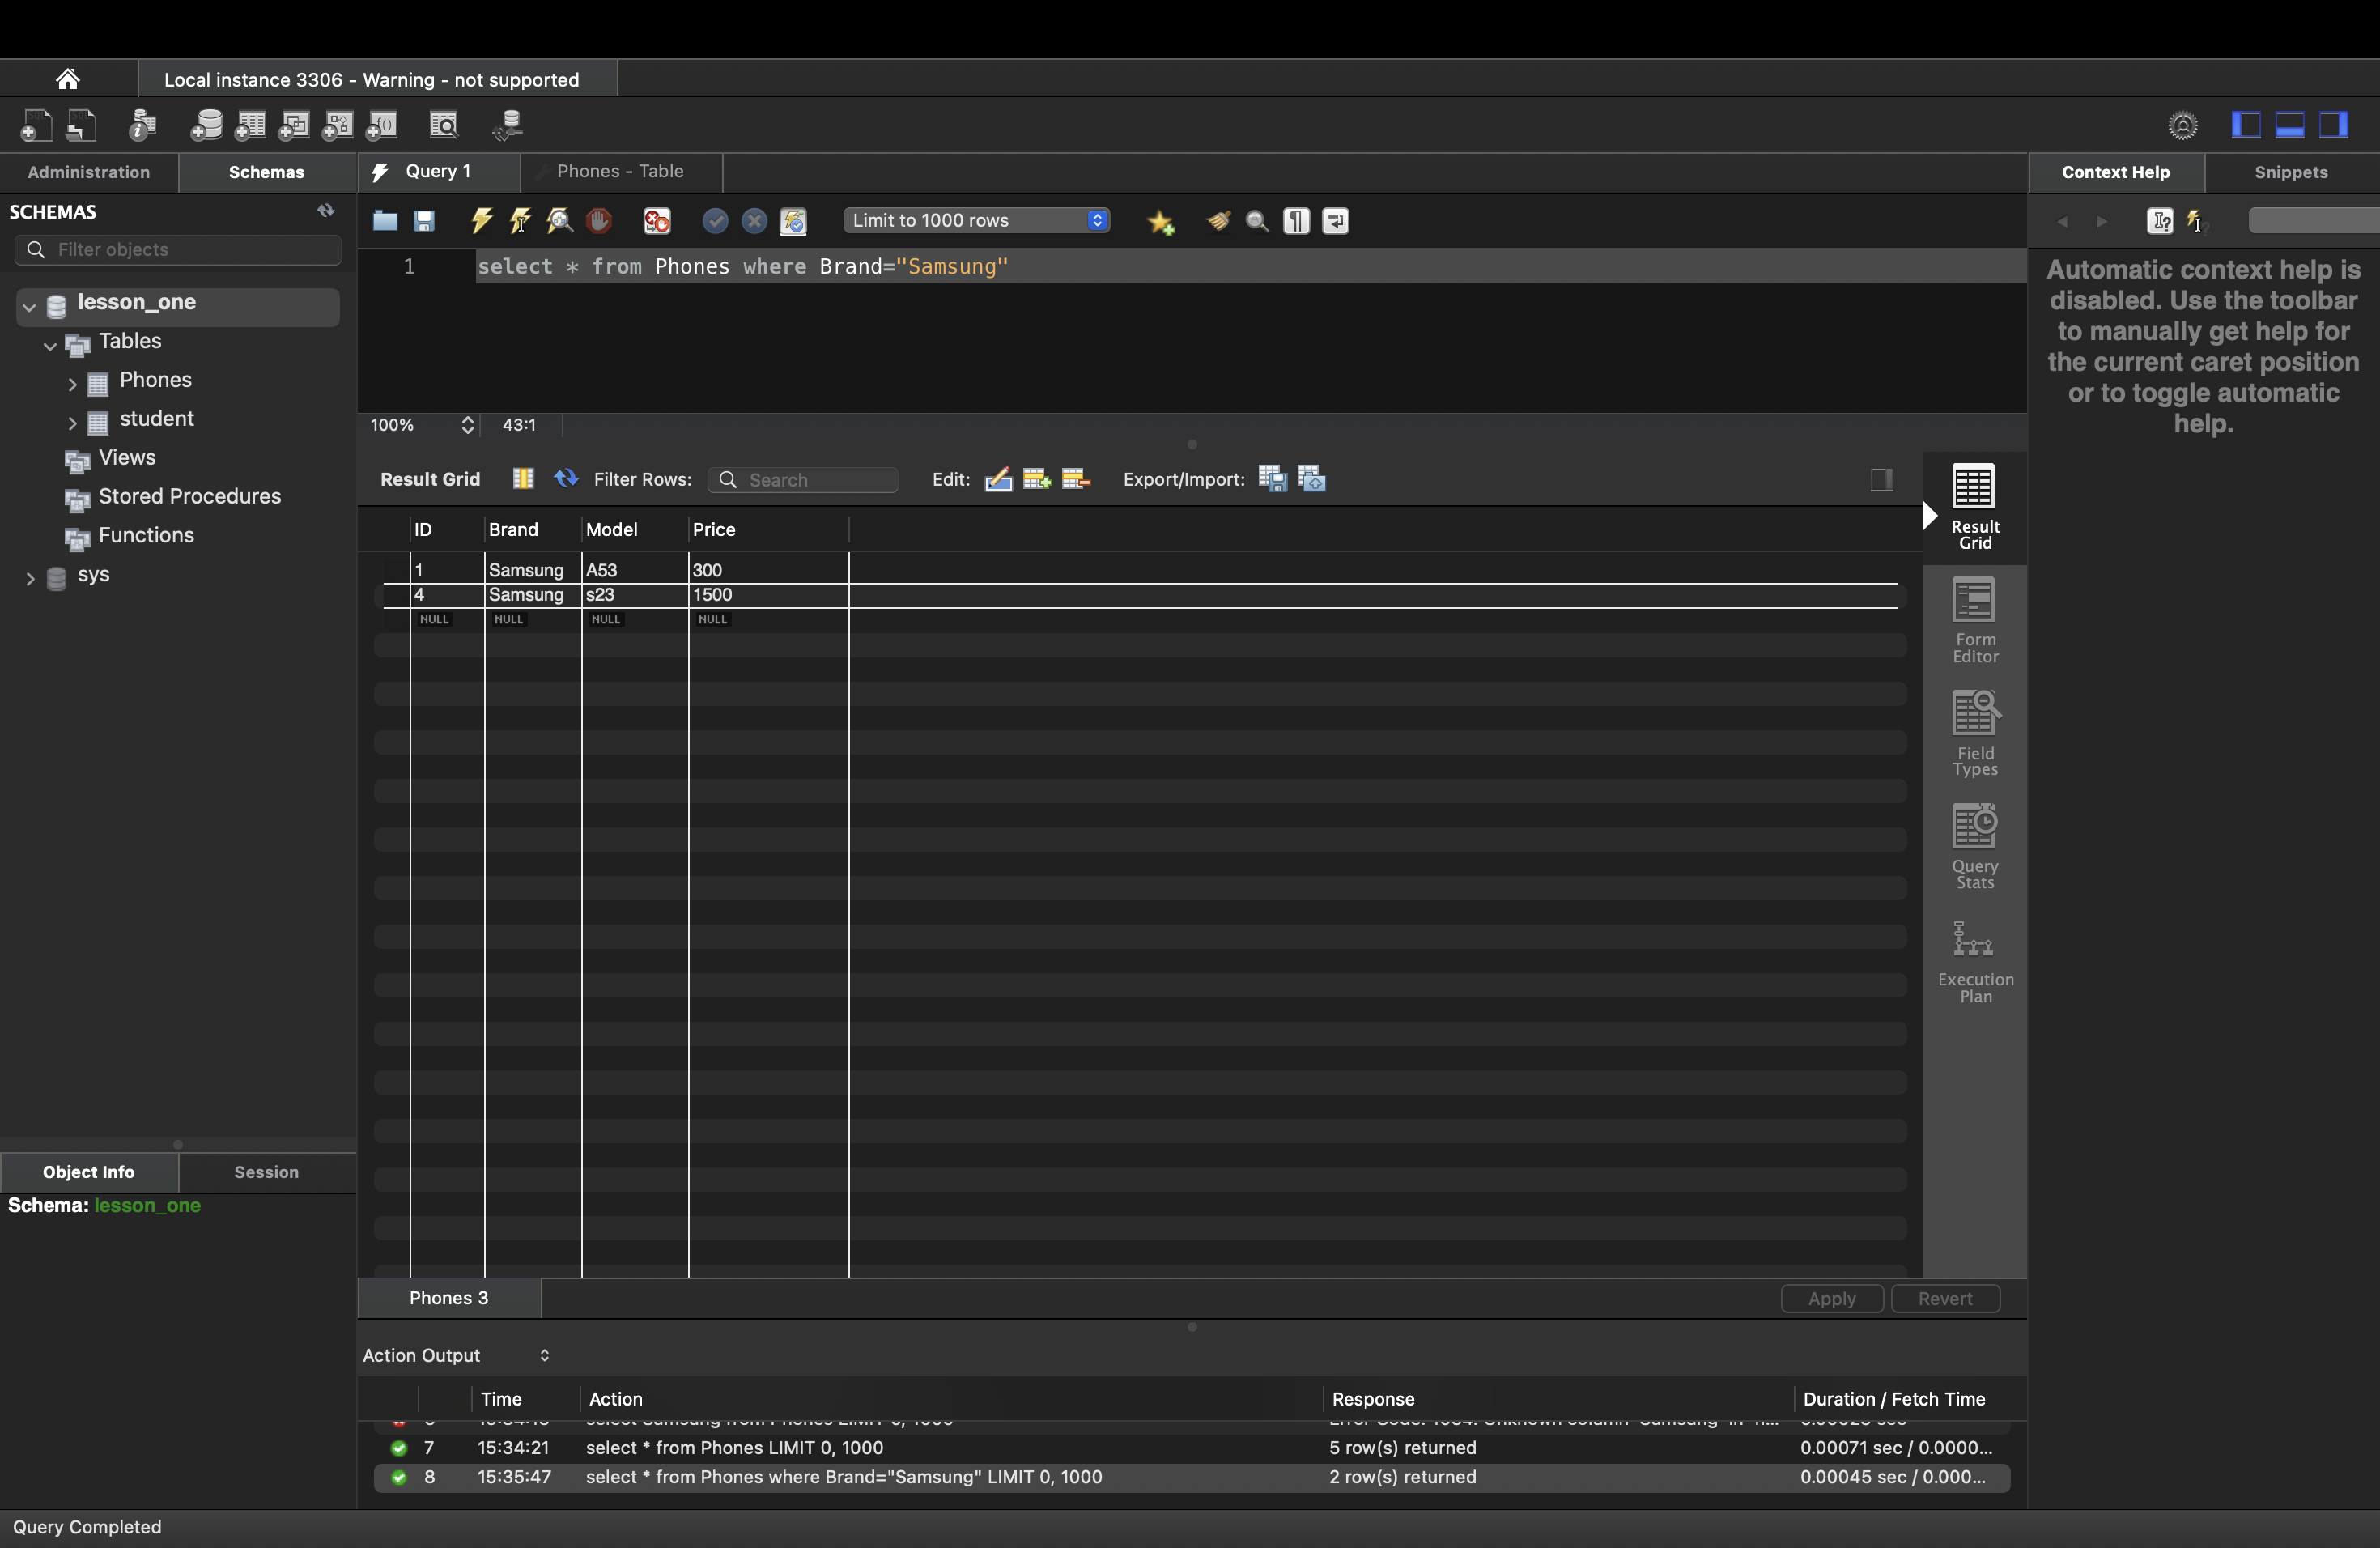 Local instance 3306 - Warning - not supported
Administration
Schemas
Query 1
Phones - Table
Context Help
Snippets
SCHEMAS
Filter objects
Limit to 1000 rows
1 select * from Phones where Brand="Samsung"
Automatic context help is
disabled. Use the toolbar
to manually get help for
the current caret position
or to toggle automatic
help.
lesson_one
Tables
Phones
student
Views
Stored Procedures
Functions
sys
100% 43:1
Result Grid Filter Rows: Search Edit: Export/Import:
ID Brand Model Price
1 Samsung A53 300
4 Samsung s23 1500
NULL NULL NULL NULL
Result
Grid
Form
Editor
Field
Types
Query
Stats
Execution
Plan
Object Info
Session
Schema: lesson_one
Phones 3
Apply
Revert
Action Output
Time Action Response Duration / Fetch Time
7 15:34:21 select * from Phones LIMIT 0, 1000 5 row(s) returned 0.00071 sec / 0.0000...
8 15:35:47 select * from Phones where Brand="Samsung" LIMIT 0, 1000 2 row(s) returned 0.00045 sec / 0.000...
Query Completed